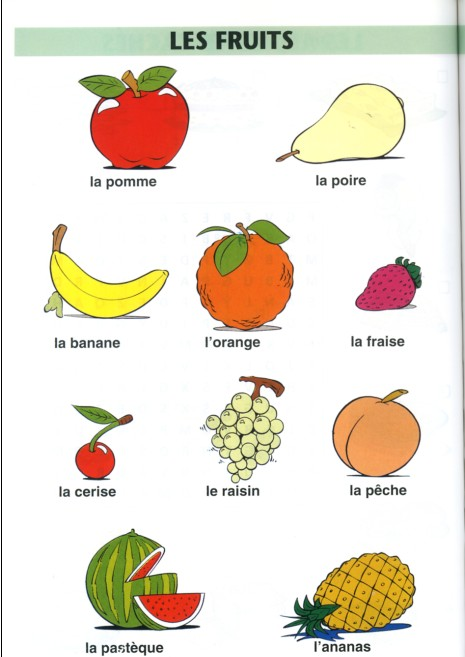 LES FRUITS
la pomme
la poire
la banane
l'orange
la fraise
la cerise
le raisin
la pêche
la pastèque
l'ananas